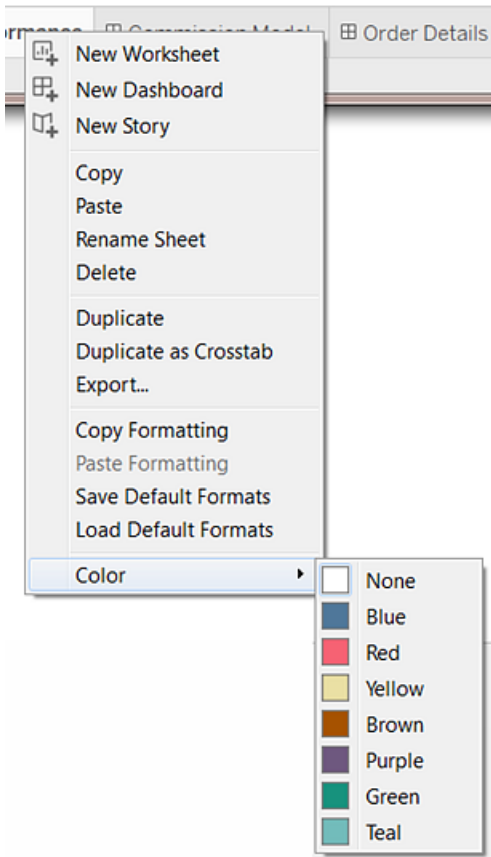 Order Details
New Worksheet
New Dashboard
New Story
Copy
Paste
Rename Sheet
Delete
Duplicate
Duplicate as Crosstab
Export...
Copy Formatting
Paste Formatting
Save Default Formats
Load Default Formats
Color
None
Blue
Red
Yellow
Brown
Purple
Green
Teal